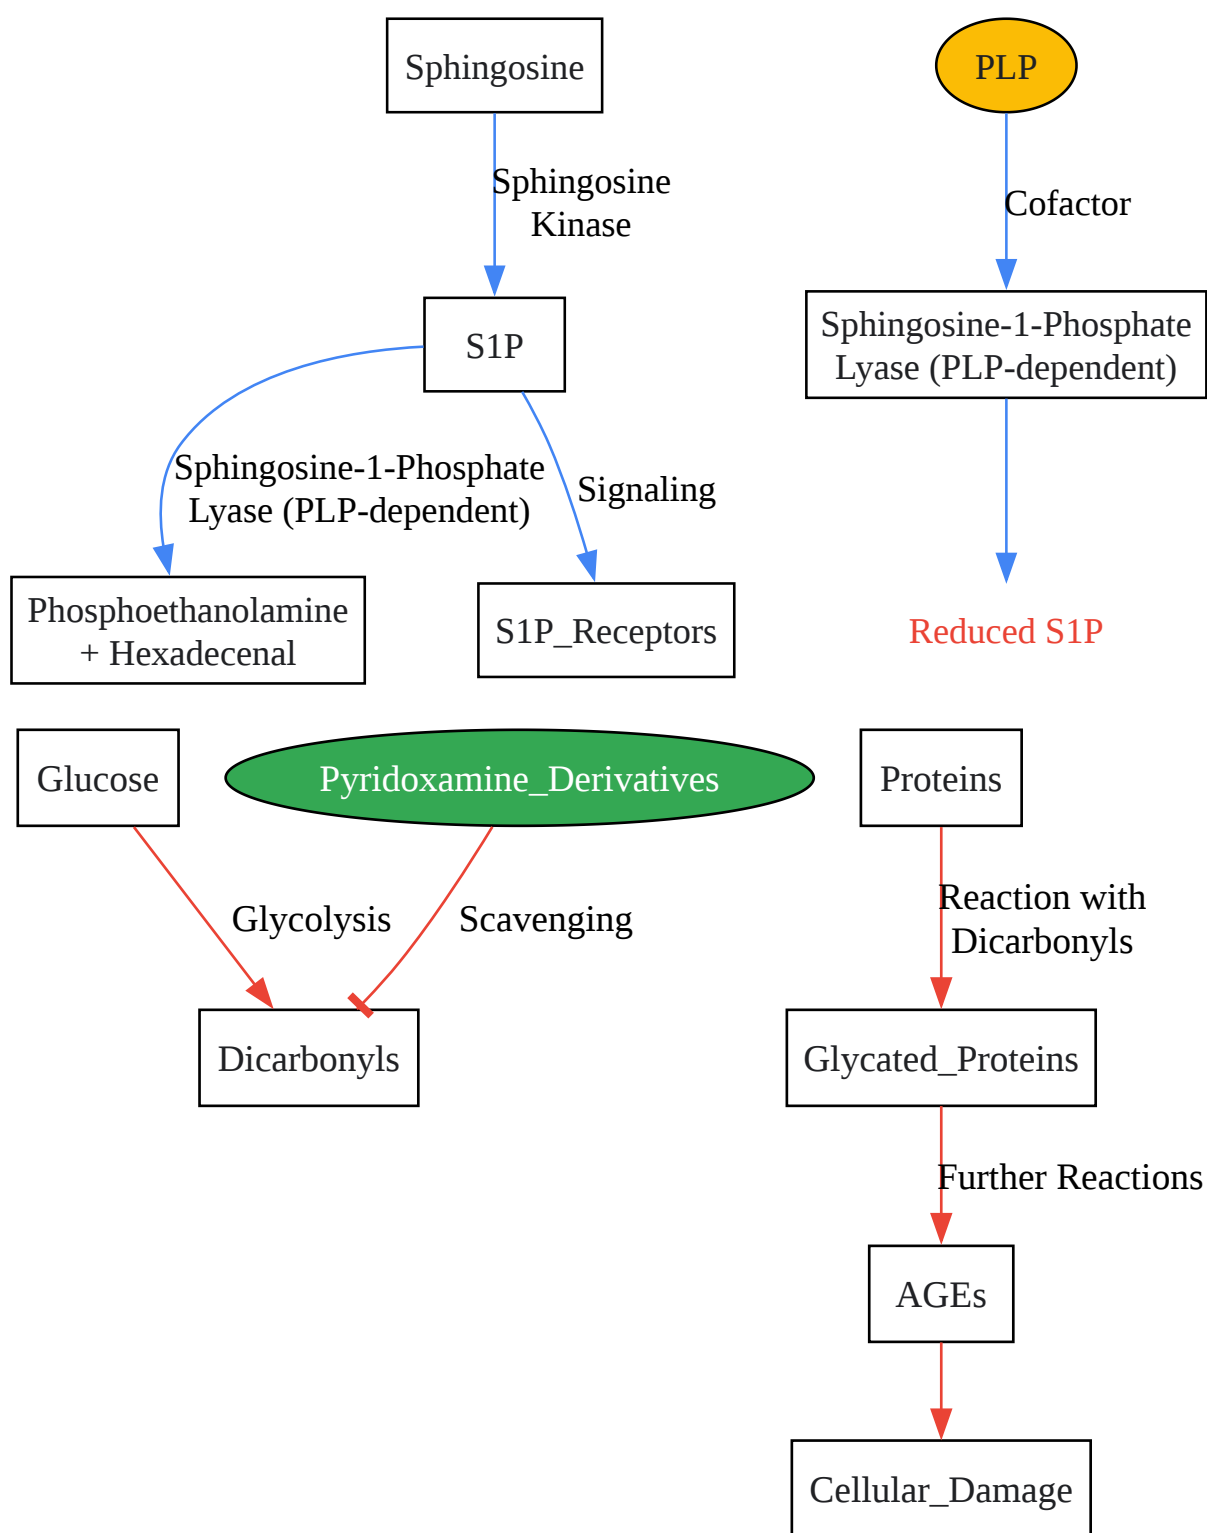 Sphingosine
PLP
Sphingosine
Kinase
Cofactor
S1P
Sphingosine-1-Phosphate
Lyase (PLP-dependent)
Sphingosine-1-Phosphate
Lyase (PLP-dependent)
Signaling
Phosphoethanolamine
+ Hexadecenal
S1P_Receptors
Reduced S1P
Glucose
Pyridoxamine_Derivatives
Proteins
Glycolysis
Scavenging
Reaction with
Dicarbonyls
Dicarbonyls
Glycated_Proteins
Further Reactions
AGEs
Cellular_Damage